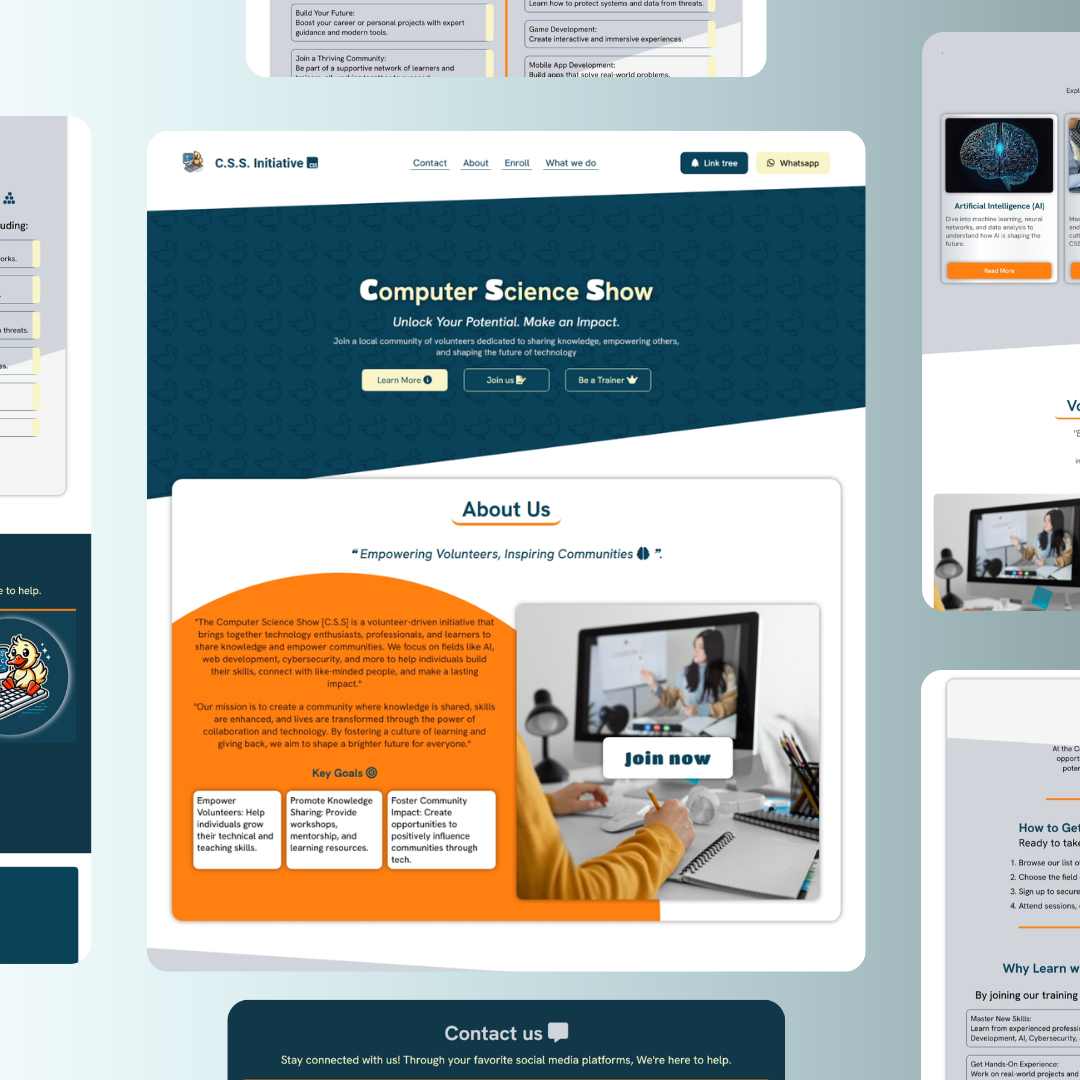 Build Your Future:
Boost your career or personal projects with expert
guidance and modern tools.
Join a Thriving Community:
Be part of a supportive network of learners and
Learn how to protect systems and data from threats.
Game Development:
Create interactive and immersive experiences.
Mobile App Development:
Build apps that solve real-world problems.
uding:
orks.
threats.
es.
e to help.
C.S.S. Initiative CSS
Contact
About
Enroll
What we do
Link tree
Whatsapp
Computer Science Show
Unlock Your Potential. Make an Impact.
Join a local community of volunteers dedicated to sharing knowledge, empowering others,
and shaping the future of technology
Learn More
Join us
Be a Trainer
About Us
❝ Empowering Volunteers, Inspiring Communities ❞.
"The Computer Science Show [C.S.S] is a volunteer-driven initiative that
brings together technology enthusiasts, professionals, and learners to
share knowledge and empower communities. We focus on fields like AI,
web development, cybersecurity, and more to help individuals build
their skills, connect with like-minded people, and make a lasting
impact."
"Our mission is to create a community where knowledge is shared, skills
are enhanced, and lives are transformed through the power of
collaboration and technology. By fostering a culture of learning and
giving back, we aim to shape a brighter future for everyone."
Key Goals
Empower
Volunteers: Help
individuals grow
their technical and
teaching skills.
Promote Knowledge
Sharing: Provide
workshops,
mentorship, and
learning resources.
Foster Community
Impact: Create
opportunities to
positively influence
communities through
tech.
Join now
Contact us
Stay connected with us! Through your favorite social media platforms, We're here to help.
Expl
Artificial Intelligence (AI)
Dive into machine learning, neural
networks, and data analysis to
understand how AI is shaping the
future.
Read More
Mas
and
cutt
CSS
Vo
"E
in
At the C
opport
poter
How to Get
Ready to take
1. Browse our list o
2. Choose the field
3. Sign up to secure
4. Attend sessions,
Why Learn w
By joining our training
Master New Skills:
Learn from experienced professio
Development, AI, Cybersecurity,
Get Hands-On Experience:
Work on real-world projects and